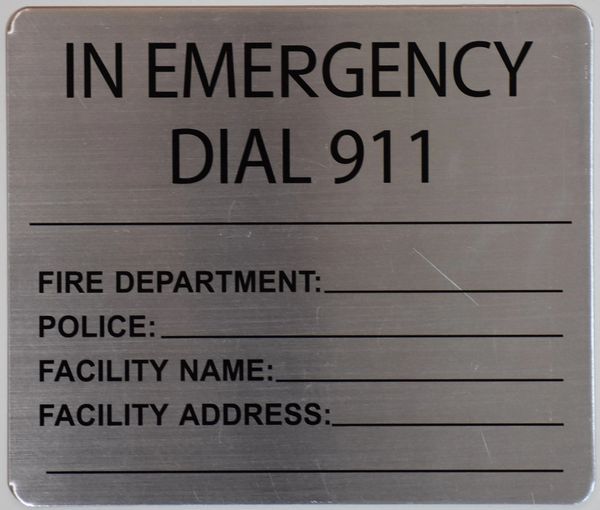 IN EMERGENCY
DIAL 911
FIRE DEPARTMENT:
POLICE:
FACILITY NAME:
FACILITY ADDRESS: